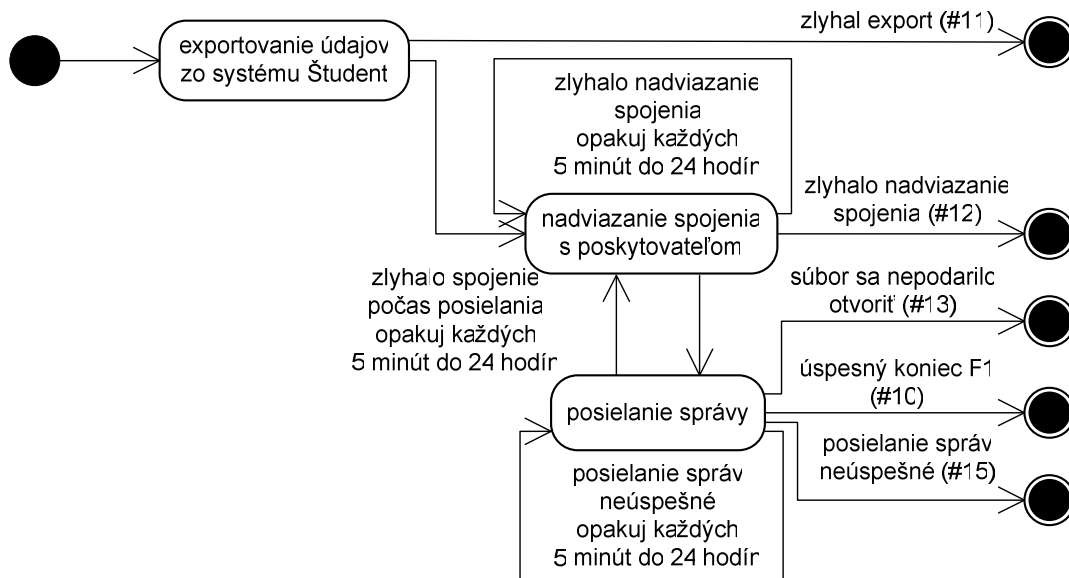 zlyhal export (#11)
exportovanie údajov
zo systému Študent
zlyhalo nadviazanie
spojenia
opakuj každých
5 minút do 24 hodín
zlyhalo nadviazanie
spojenia (#12)
nadviazanie spojenia
s poskytovateľom
zlyhalo spojenie
počas posielania
opakuj každých
5 minút do 24 hodín
súbor sa nepodarilo
otvoriť (#13)
úspesný koniec F1
(#10)
posielanie správy
posielanie správ
neúspešné (#15)
posielanie správ
neúspešné
opakuj každých
5 minút do 24 hodín